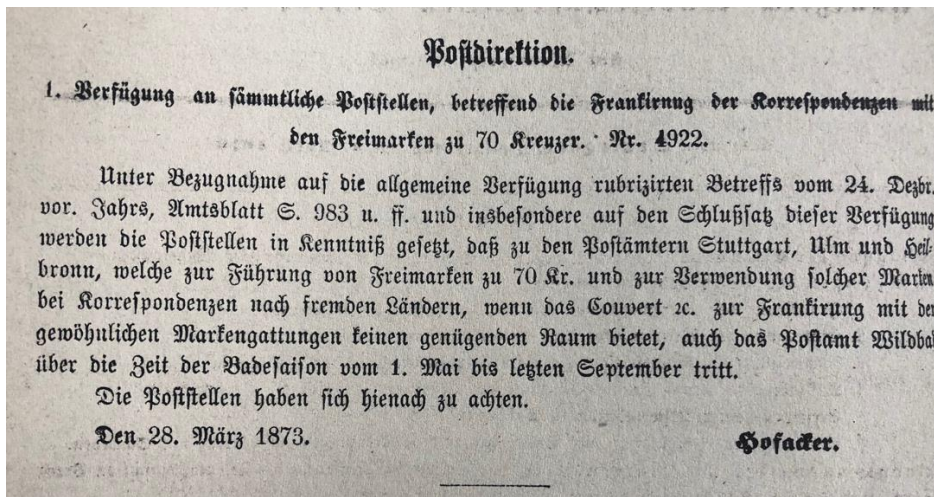 Postdirektion.
1. Verfügung an sämmtliche Poststellen, betreffend die Frankirnug der Korrespondenzen mit
den Freimarken zu 70 Kreuzer. Nr. 4922.
Unter Bezugnahme auf die allgemeine Verfügung rubrizirten Betreffs vom 24. Dezbr.
vor. Jahrs, Amtsblatt S. 983 u. ff. und insbesondere auf den Schlußsatz dieser Verfügung
werden die Poststellen in Kenntniß gesetzt, daß zu den Postämtern Stuttgart, Ulm und Heil-
bronn, welche zur Führung von Freimarken zu 70 Kr. und zur Verwendung solcher Marken
bei Korrespondenzen nach fremden Ländern, wenn das Couvert ꝛc. zur Frankirung mit den
gewöhnlichen Markengattungen keinen genügenden Raum bietet, auch das Postamt Wildba
über die Zeit der Badesaison vom 1. Mai bis letzten September tritt.
Die Poststellen haben sich hienach zu achten.
Den 28. März 1873.
Hofacker.